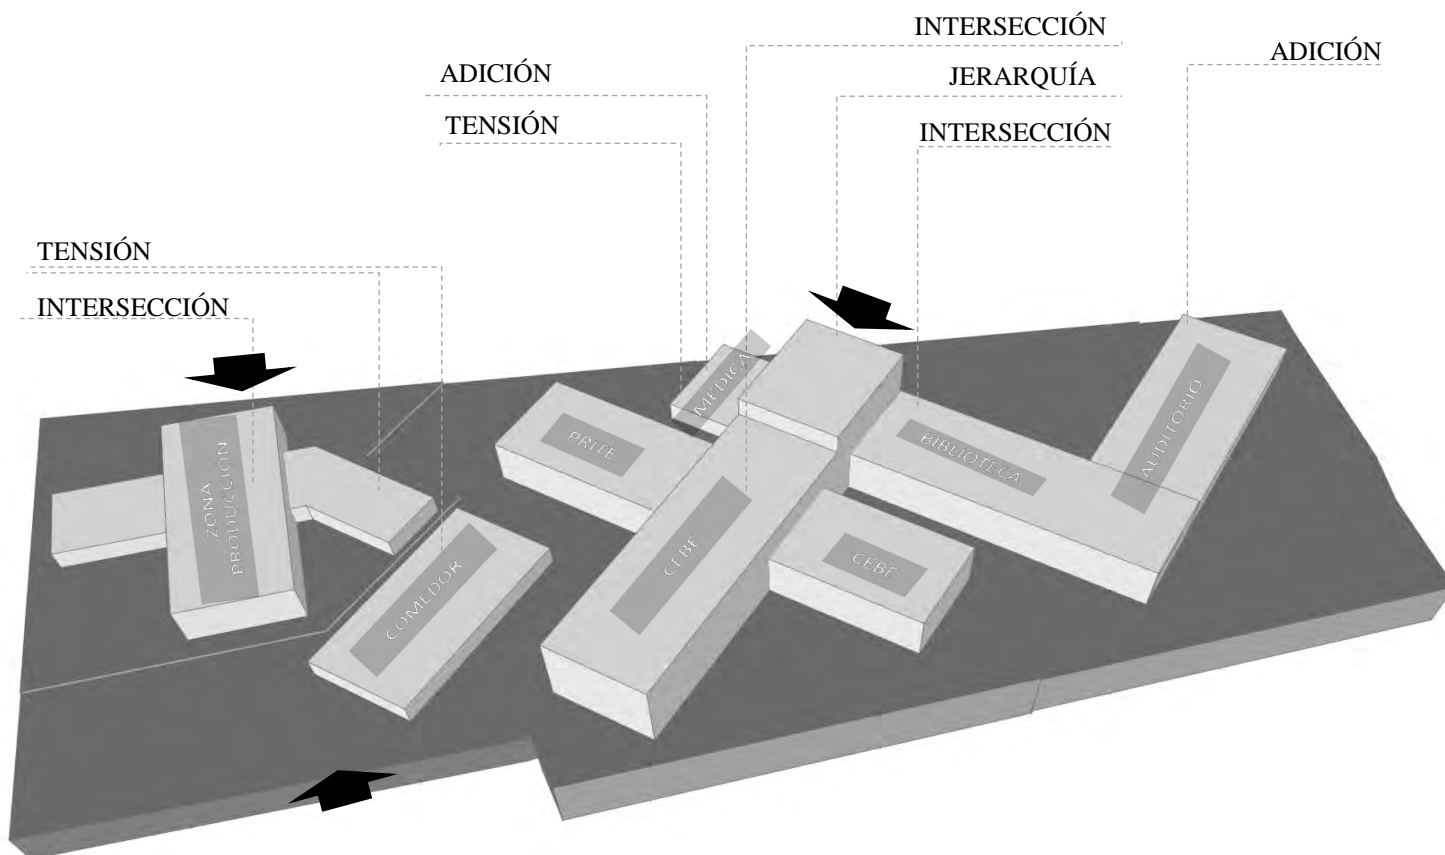 INTERSECCIÓN
ADICIÓN
ADICIÓN
JERARQUÍA
TENSIÓN
INTERSECCIÓN
TENSIÓN
INTERSECCIÓN
MEDICA
PRITE
BIBLIOTECA
AUDITORIO
ZONA
PRODUCCIÓN
COMEDOR
CEBE
CEBE